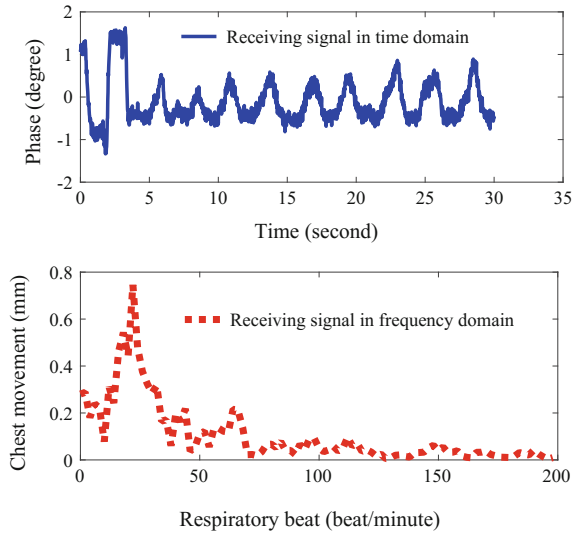 2
1
0
-1
-2
Phase (degree)
Receiving signal in time domain
0 5 10 15 20 25 30 35
Time (second)
0.8
0.6
0.4
0.2
0
Chest movement (mm)
Receiving signal in frequency domain
0 50 100 150 200
Respiratory beat (beat/minute)